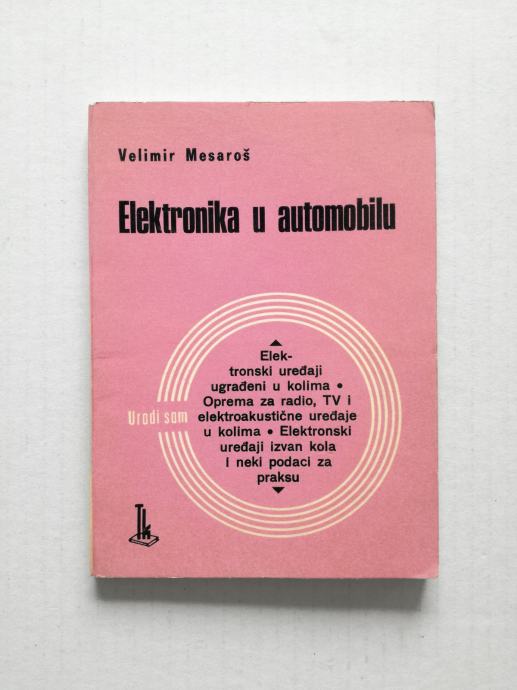 Velimir Mesaroš
Elektronika u automobilu
Elek-
tronski uređaji
ugrađeni u kolima •
Oprema za radio, TV i
Uradi sam
elektroakustične uređaje
u kolima • Elektronski
uređaji izvan kola
i neki podaci za
praksu
TK